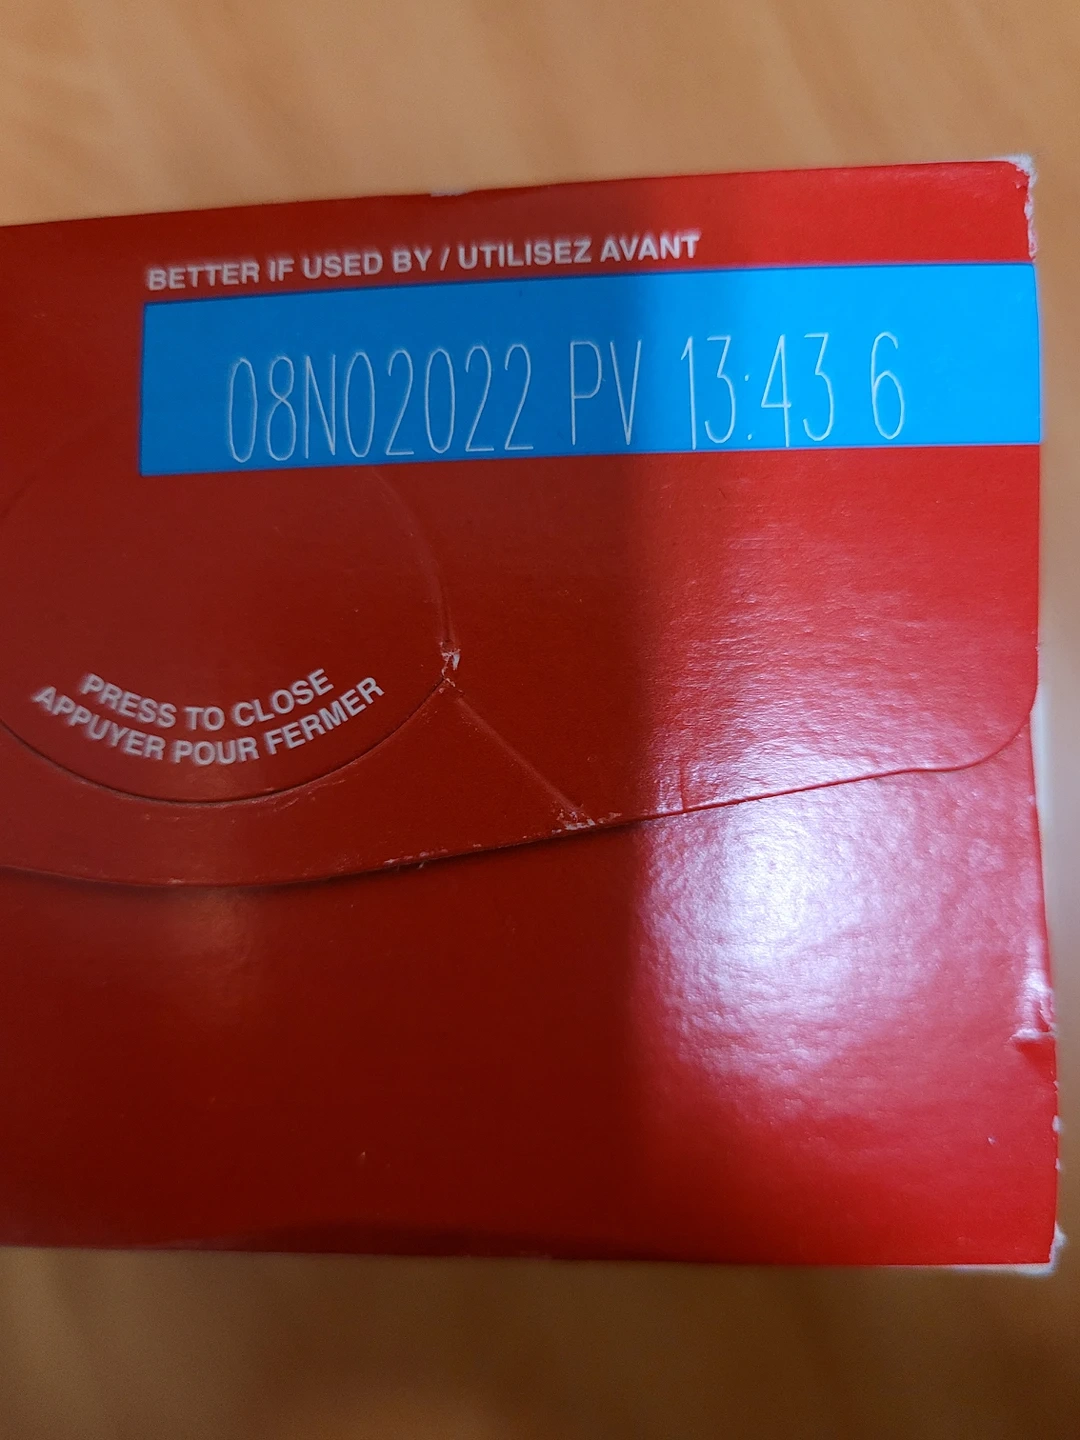 BETTER IF USED BY / UTILISEZ AVANT
08NO2022 PV 13:43 6
PRESS TO CLOSE
APPUYER POUR FERMER